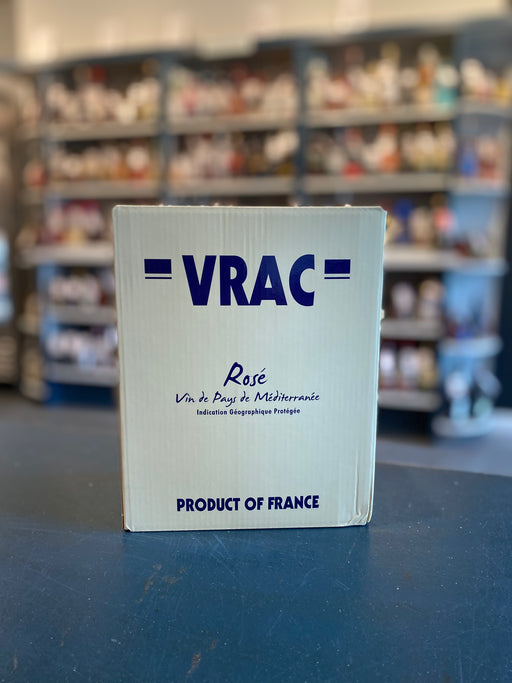 VRAC
Rosé
Vin de Pays de Méditerranée
Indication Géographique Protégée
PRODUCT OF FRANCE